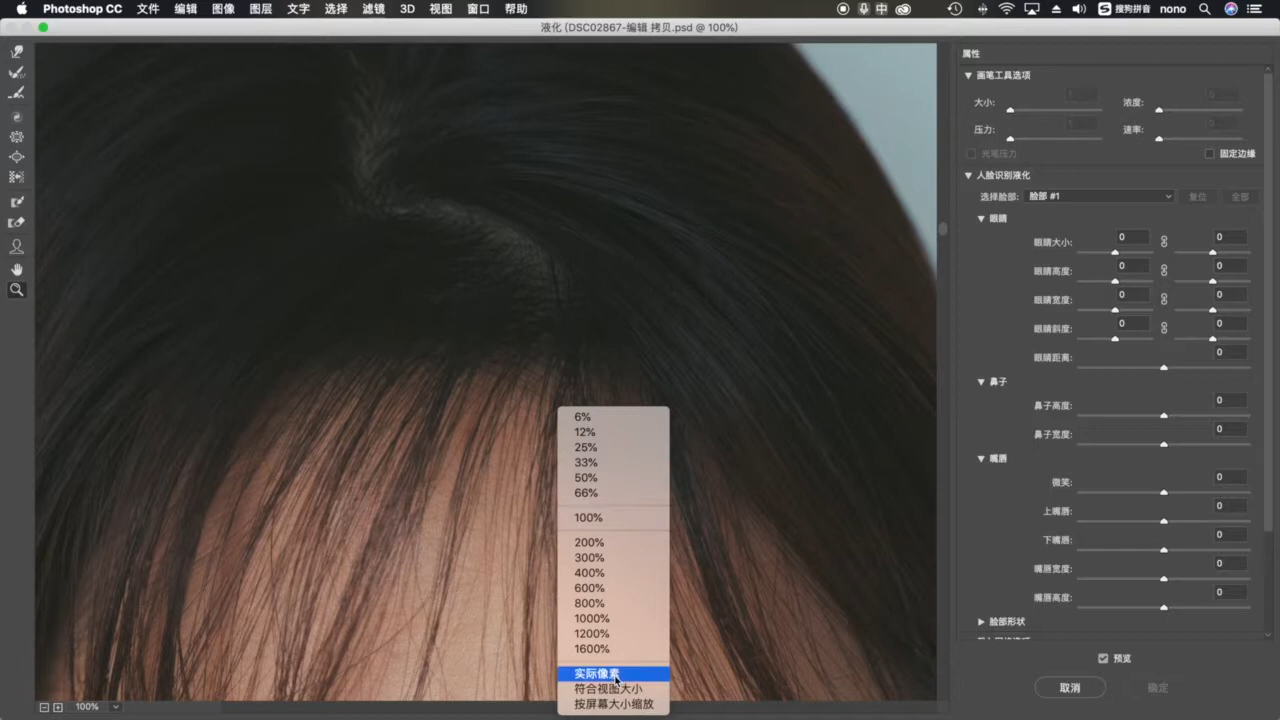 Photoshop CC 文件 编辑 图像 图层 文字 选择 滤镜 3D 视图 窗口 帮助 中 S 搜狗拼音 nono
液化 (DSC02867-编辑 拷贝.psd @ 100%)
属性
画笔工具选项
大小: 1 浓度: 0
压力: 1 速率: 0
光笔压力 固定边缘
人脸识别液化
选择脸部: 脸部 #1 复位 全部
眼睛
眼睛大小: 0 0
眼睛高度: 0 0
眼睛宽度: 0 0
眼睛斜度: 0 0
眼睛距离: 0
鼻子
鼻子高度: 0
鼻子宽度: 0
嘴唇
微笑: 0
上嘴唇: 0
下嘴唇: 0
嘴唇宽度: 0
嘴唇高度: 0
脸部形状
预览
取消 确定
6%
12%
25%
33%
50%
66%
100%
200%
300%
400%
600%
800%
1000%
1200%
1600%
实际像素
符合视图大小
按屏幕大小缩放
100%